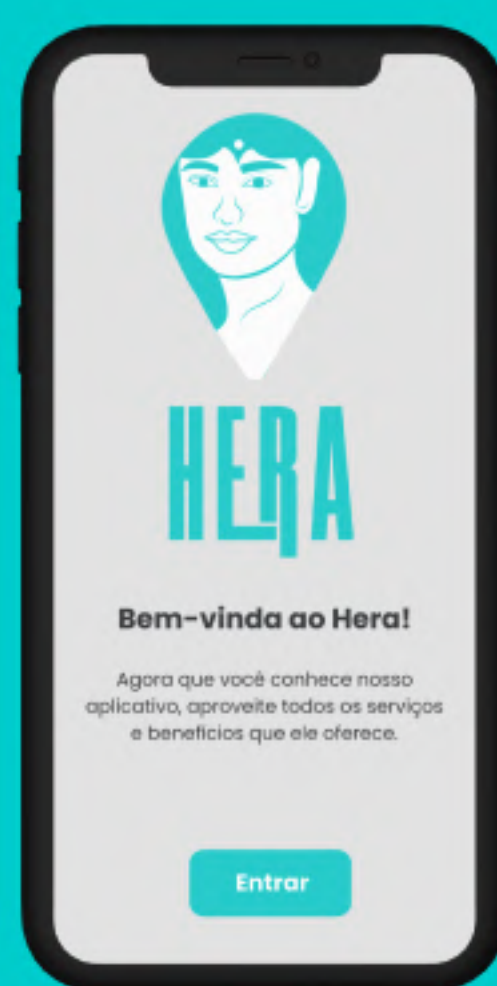 HERA
Bem-vinda ao Hera!
Agora que você conhece nosso
aplicativo, aproveite todos os serviços
e benefícios que ele oferece.
Entrar